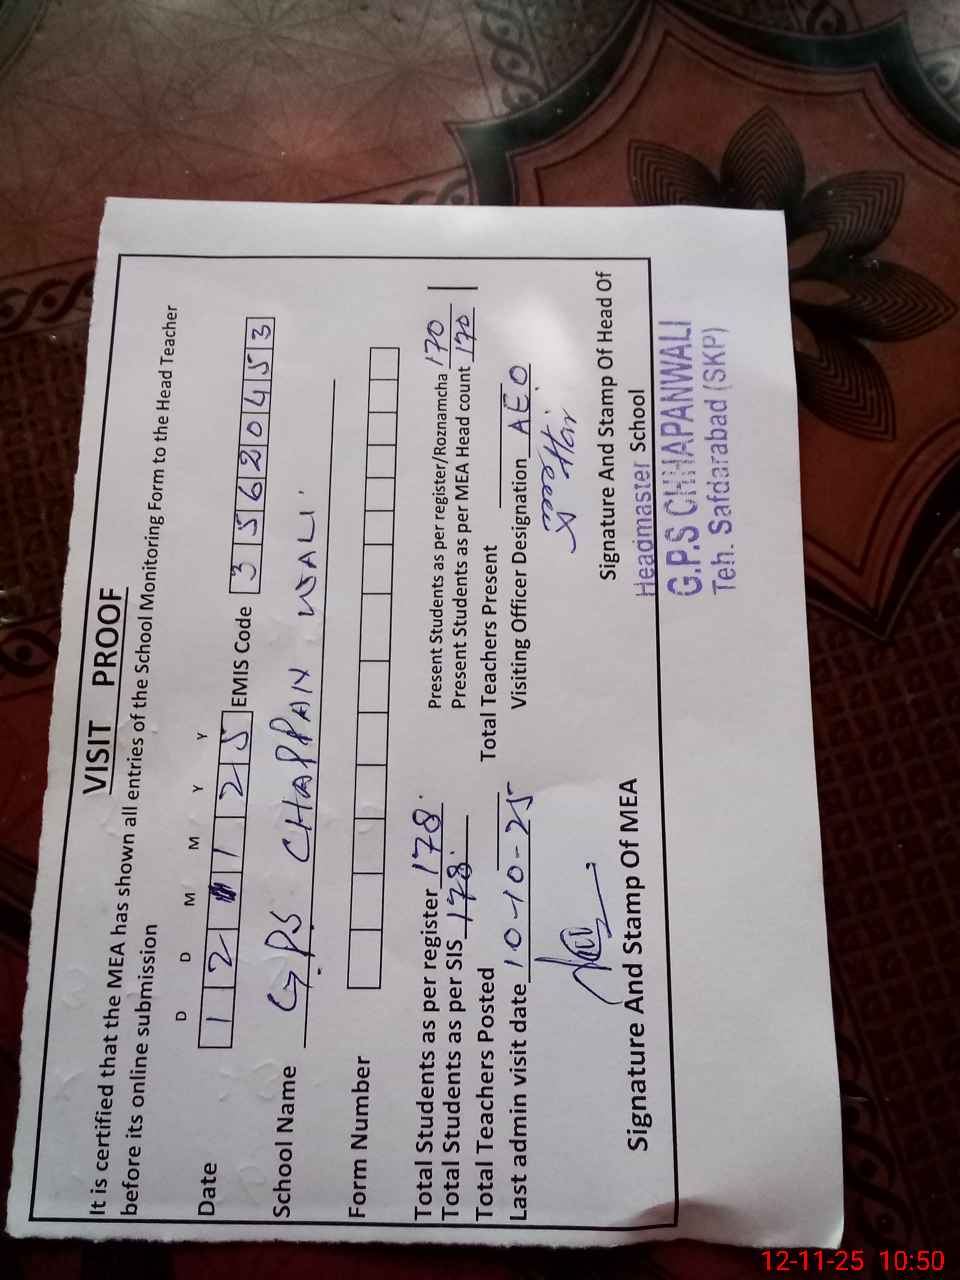 VISIT PROOF
It is certified that the MEA has shown all entries of the School Monitoring Form to the Head Teacher
before its online submission
D D M M Y Y
Date 1 2 1 1 2 5 EMIS Code 3 5 6 2 0 4 5 3
School Name G.P.S CHAPPAN WALI
Form Number
Total Students as per register 178 Present Students as per register/Roznamcha 170
Total Students as per SIS 178 Present Students as per MEA Head count 170
Total Teachers Posted Total Teachers Present
Last admin visit date 10-10-25 Visiting Officer Designation AEO
Signature And Stamp Of MEA Signature And Stamp Of Head Of
School
Headmaster
G.P.S CHHAPANWALI
Teh. Safdarabad (SKP)
12-11-25 10:50